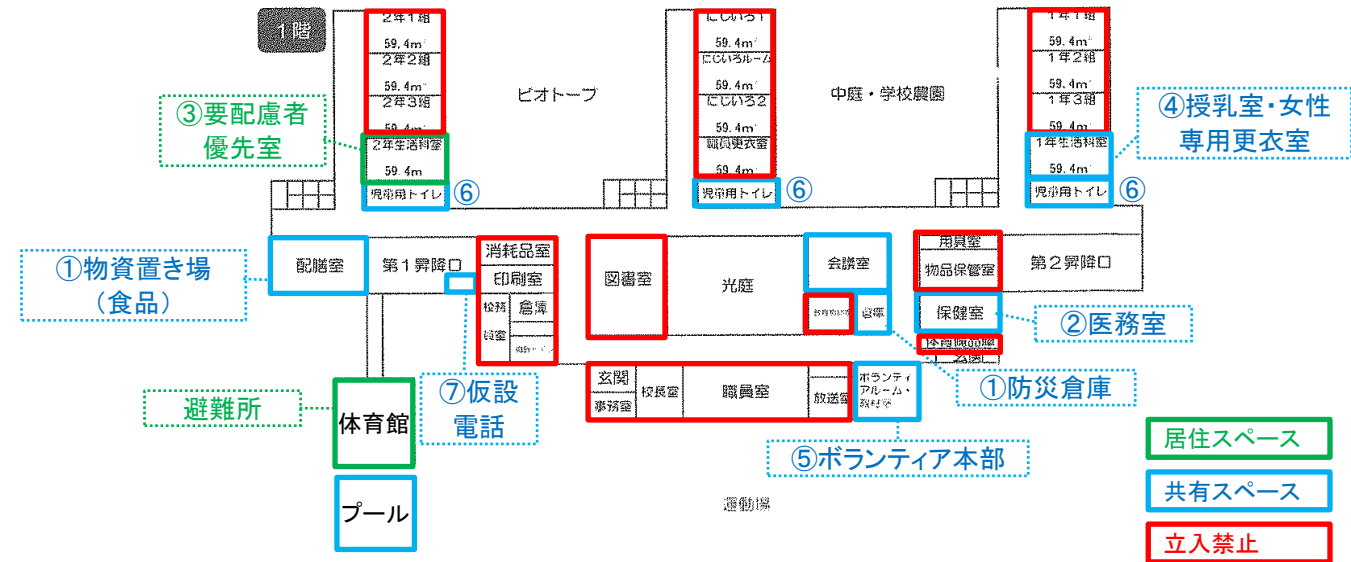 1階
2年1組
59.4㎡
2年2組
59.4㎡
2年3組
59.4㎡
2年生活科室
59.4m
児童用トイレ
⑥
③要配慮者
優先室
ビオトープ
にじいろ1
59.4㎡
にじいろルーム
59.4㎡
にじいろ2
59.4㎡
職員更衣室
59.4㎡
児童用トイレ
⑥
中庭・学校農園
1年1組
59.4㎡
1年2組
59.4㎡
1年3組
59.4㎡
1年生活科室
59.4㎡
児童用トイレ
⑥
④授乳室・女性
専用更衣室
①物資置き場
(食品)
配膳室
第1昇降口
消耗品室
印刷室
校務
員室
倉庫
図書室
光庭
会議室
倉庫
用員室
物品保管室
第2昇降口
保健室
②医務室
玄関
①防災倉庫
避難所
体育館
プール
⑦仮設
電話
玄関
事務室
校長室
職員室
放送室
ボランティ
アルーム・
教材室
⑤ボランティア本部
運動場
居住スペース
共有スペース
立入禁止